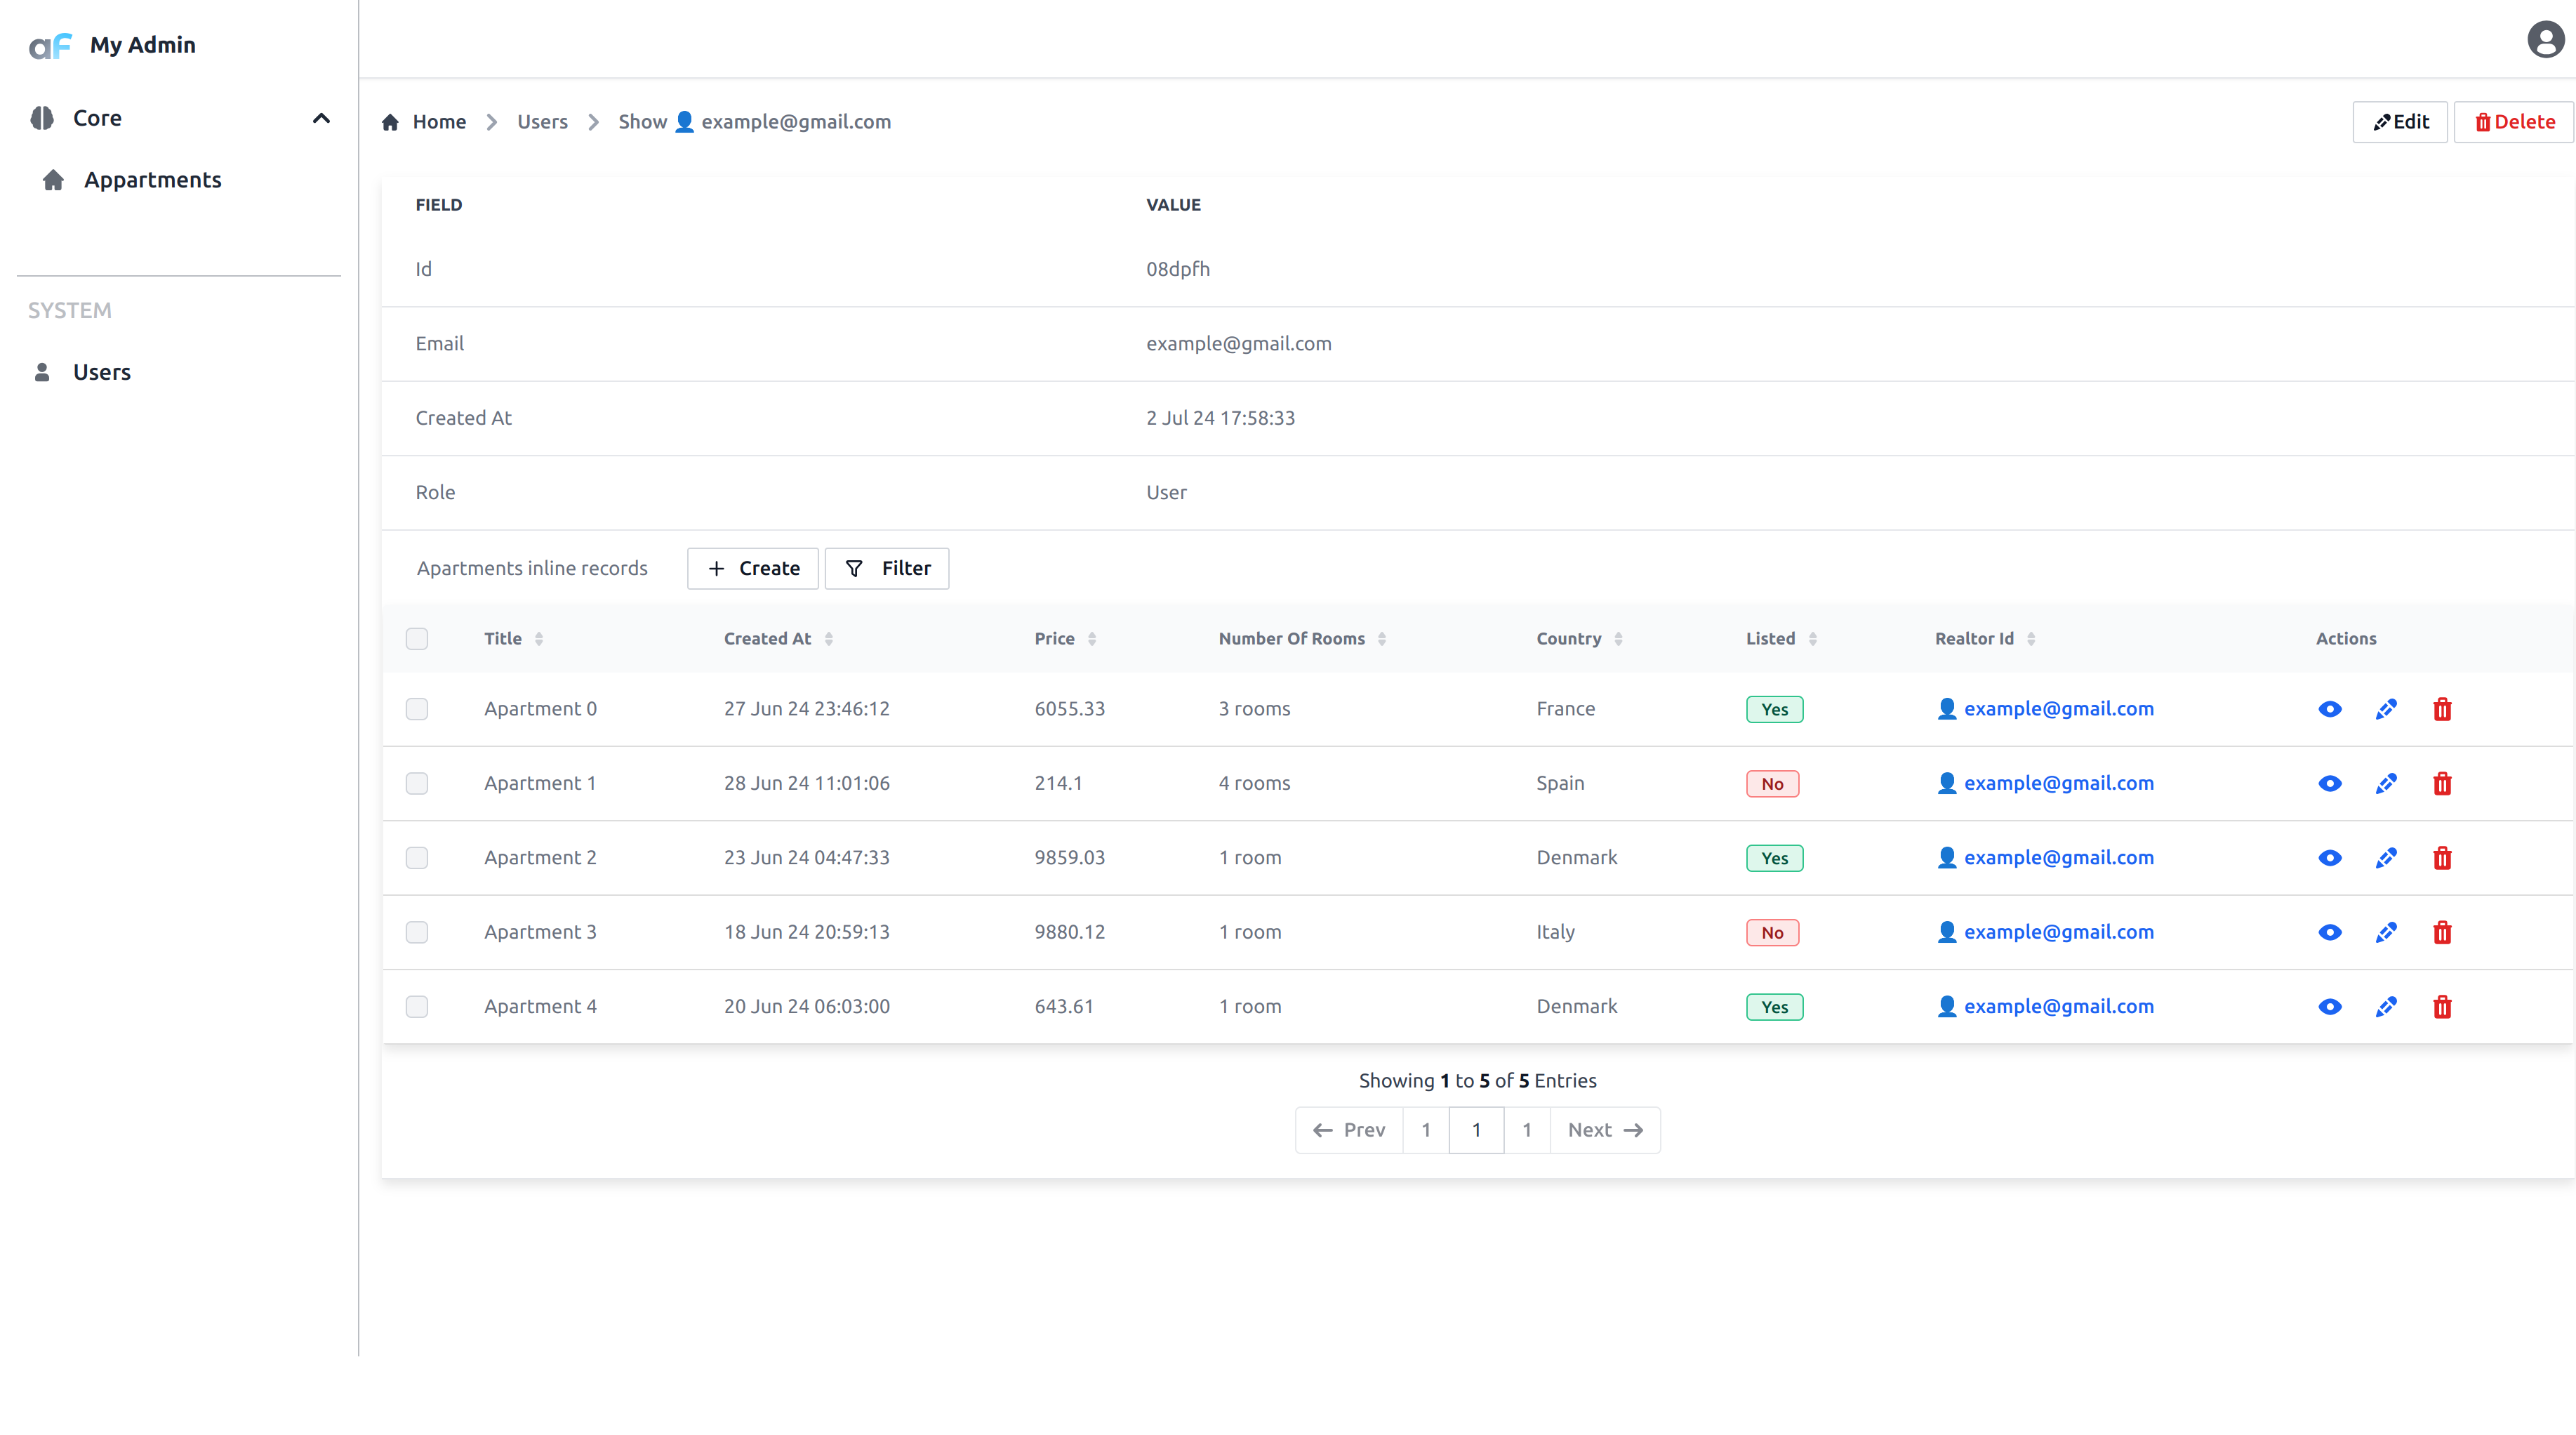 aF My Admin
Core
Appartments
SYSTEM
Users
Home Users Show example@gmail.com Edit Delete
FIELD VALUE
Id 08dpfh
Email example@gmail.com
Created At 2 Jul 24 17:58:33
Role User
Apartments inline records Create Filter
Title Created At Price Number Of Rooms Country Listed Realtor Id Actions
Apartment 0 27 Jun 24 23:46:12 6055.33 3 rooms France Yes example@gmail.com
Apartment 1 28 Jun 24 11:01:06 214.1 4 rooms Spain No example@gmail.com
Apartment 2 23 Jun 24 04:47:33 9859.03 1 room Denmark Yes example@gmail.com
Apartment 3 18 Jun 24 20:59:13 9880.12 1 room Italy No example@gmail.com
Apartment 4 20 Jun 24 06:03:00 643.61 1 room Denmark Yes example@gmail.com
Showing 1 to 5 of 5 Entries
Prev 1 1 1 Next